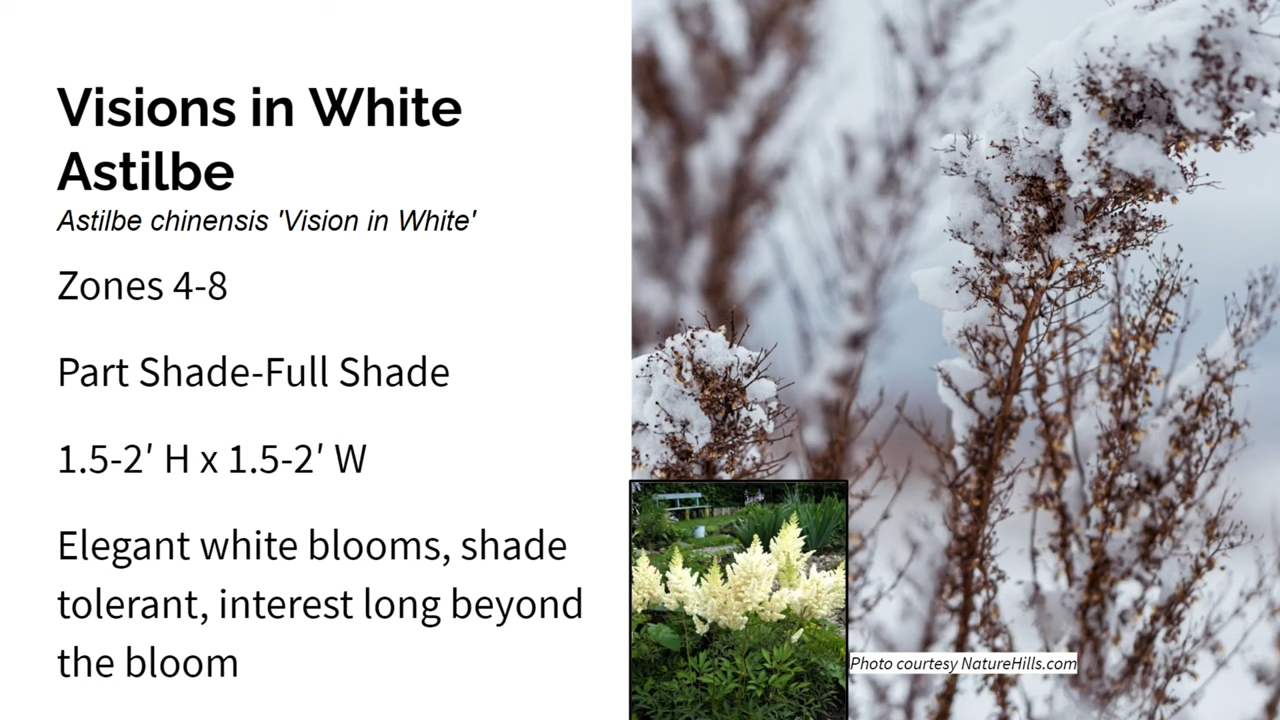 Visions in White
Astilbe
Astilbe chinensis 'Vision in White'
Zones 4-8
Part Shade-Full Shade
1.5-2′ H x 1.5-2′ W
Elegant white blooms, shade
tolerant, interest long beyond
the bloom
Photo courtesy NatureHills.com